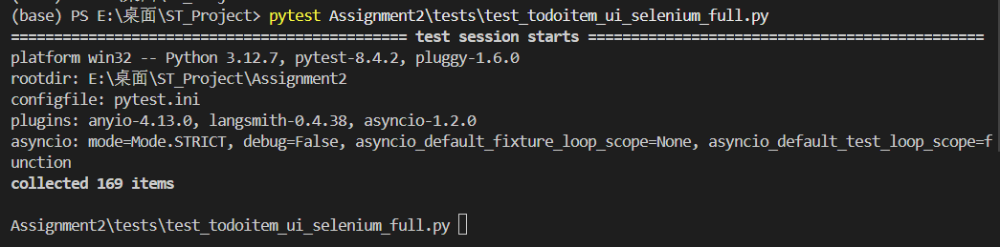 (base) PS E:\桌面\ST_Project> pytest Assignment2\tests\test_todoitem_ui_selenium_full.py
============================================== test session starts ==============================================
platform win32 -- Python 3.12.7, pytest-8.4.2, pluggy-1.6.0
rootdir: E:\桌面\ST_Project\Assignment2
configfile: pytest.ini
plugins: anyio-4.13.0, langsmith-0.4.38, asyncio-1.2.0
asyncio: mode=Mode.STRICT, debug=False, asyncio_default_fixture_loop_scope=None, asyncio_default_test_loop_scope=f
unction
collected 169 items
Assignment2\tests\test_todoitem_ui_selenium_full.py